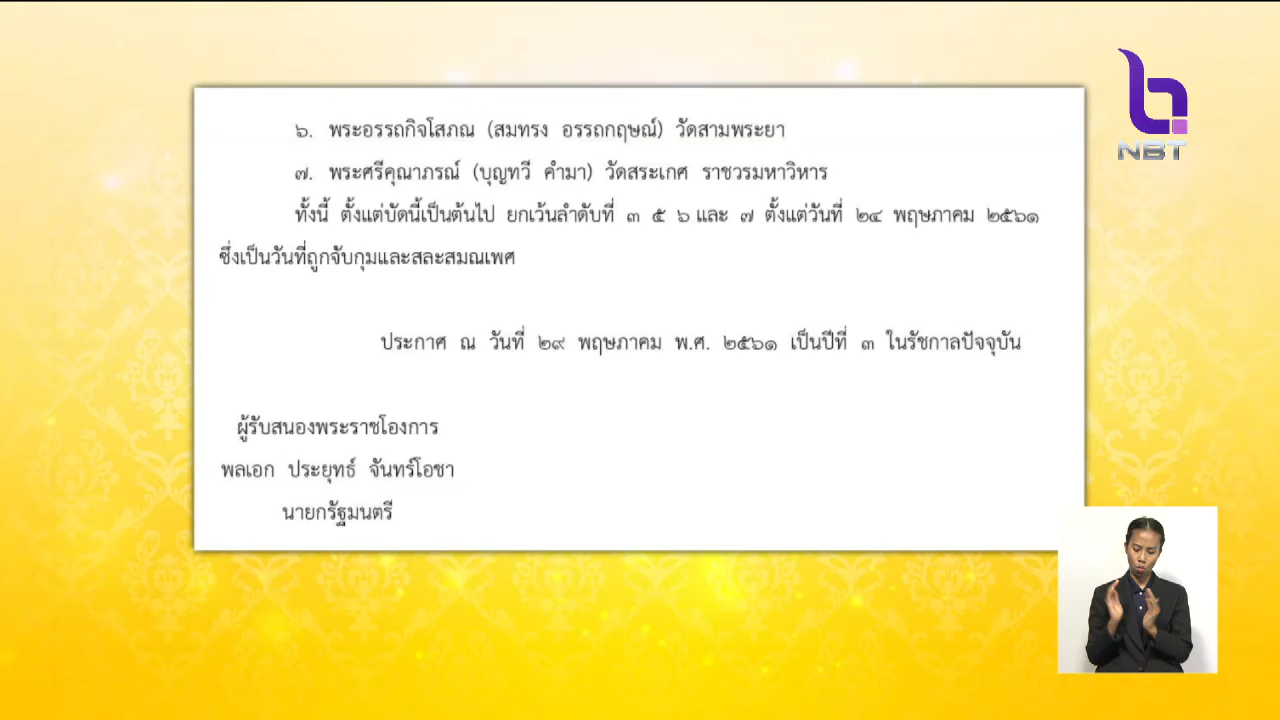 ๖. พระอรรถกิจโสภณ (สมทรง อรรถกฤษณ์) วัดสามพระยา
๗. พระศรีคุณาภรณ์ (บุญทวี คำมา) วัดสระเกศ ราชวรมหาวิหาร
ทั้งนี้ ตั้งแต่บัดนี้เป็นต้นไป ยกเว้นลำดับที่ ๓ ๕ ๖ และ ๗ ตั้งแต่วันที่ ๒๔ พฤษภาคม ๒๕๖๑
ซึ่งเป็นวันที่ถูกจับกุมและสละสมณเพศ
ประกาศ ณ วันที่ ๒๙ พฤษภาคม พ.ศ. ๒๕๖๑ เป็นปีที่ ๓ ในรัชกาลปัจจุบัน
ผู้รับสนองพระราชโองการ
พลเอก ประยุทธ์ จันทร์โอชา
นายกรัฐมนตรี
NBT